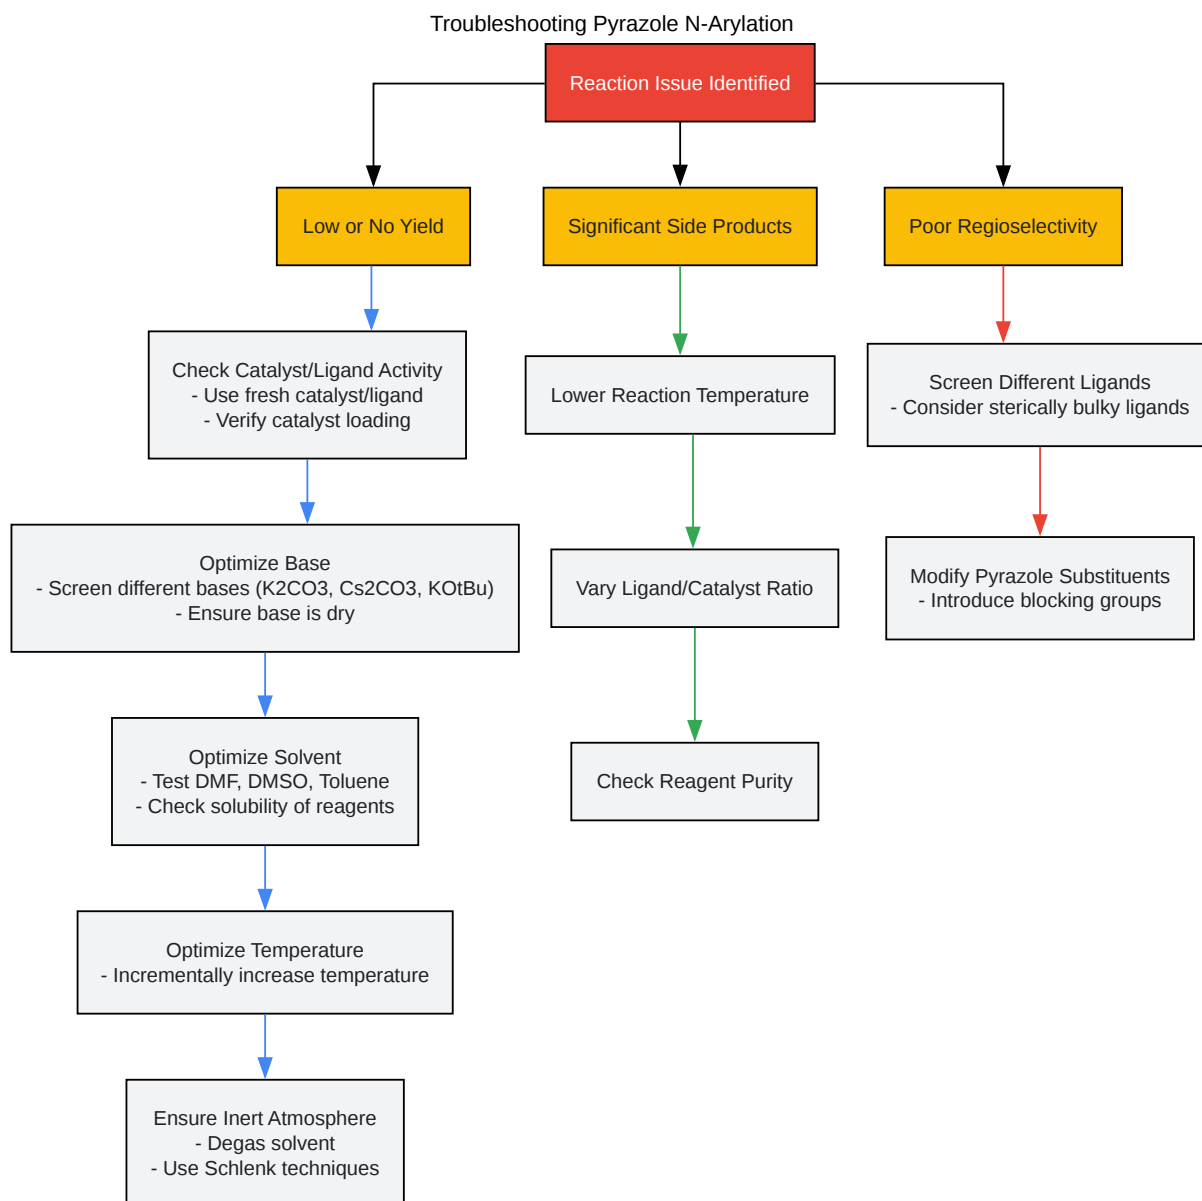 Troubleshooting Pyrazole N-Arylation
Reaction Issue Identified
Low or No Yield
Significant Side Products
Poor Regioselectivity
Check Catalyst/Ligand Activity
- Use fresh catalyst/ligand
- Verify catalyst loading
Lower Reaction Temperature
Screen Different Ligands
- Consider sterically bulky ligands
Optimize Base
- Screen different bases (K2CO3, Cs2CO3, KOtBu)
- Ensure base is dry
Vary Ligand/Catalyst Ratio
Modify Pyrazole Substituents
- Introduce blocking groups
Optimize Solvent
- Test DMF, DMSO, Toluene
- Check solubility of reagents
Check Reagent Purity
Optimize Temperature
- Incrementally increase temperature
Ensure Inert Atmosphere
- Degas solvent
- Use Schlenk techniques